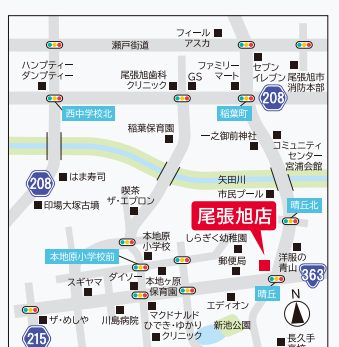 フィール
アスカ
瀬戸街道
ハンプティー
ダンプティー
尾張旭歯科
クリニック
GS
ファミリー
マート
セブン
イレブン
尾張旭市
消防本部
208
西中学校北
稲葉町
稲葉保育園
一之御前神社
コミュニティ
センター
宮浦会館
矢田川
208
はま寿司
市民プール
印場大塚古墳
喫茶
ザ・エプロン
晴丘北
尾張旭店
本地原
小学校
しらぎく幼稚園
本地原小学校前
郵便局
洋服の
青山
363
スギヤマ
ダイソー
本地ヶ原
保育園
晴丘
エディオン
N
ザ・めしや
川島病院
マクドナルド
ひでき・ゆかり
クリニック
新池公園
215
長久手